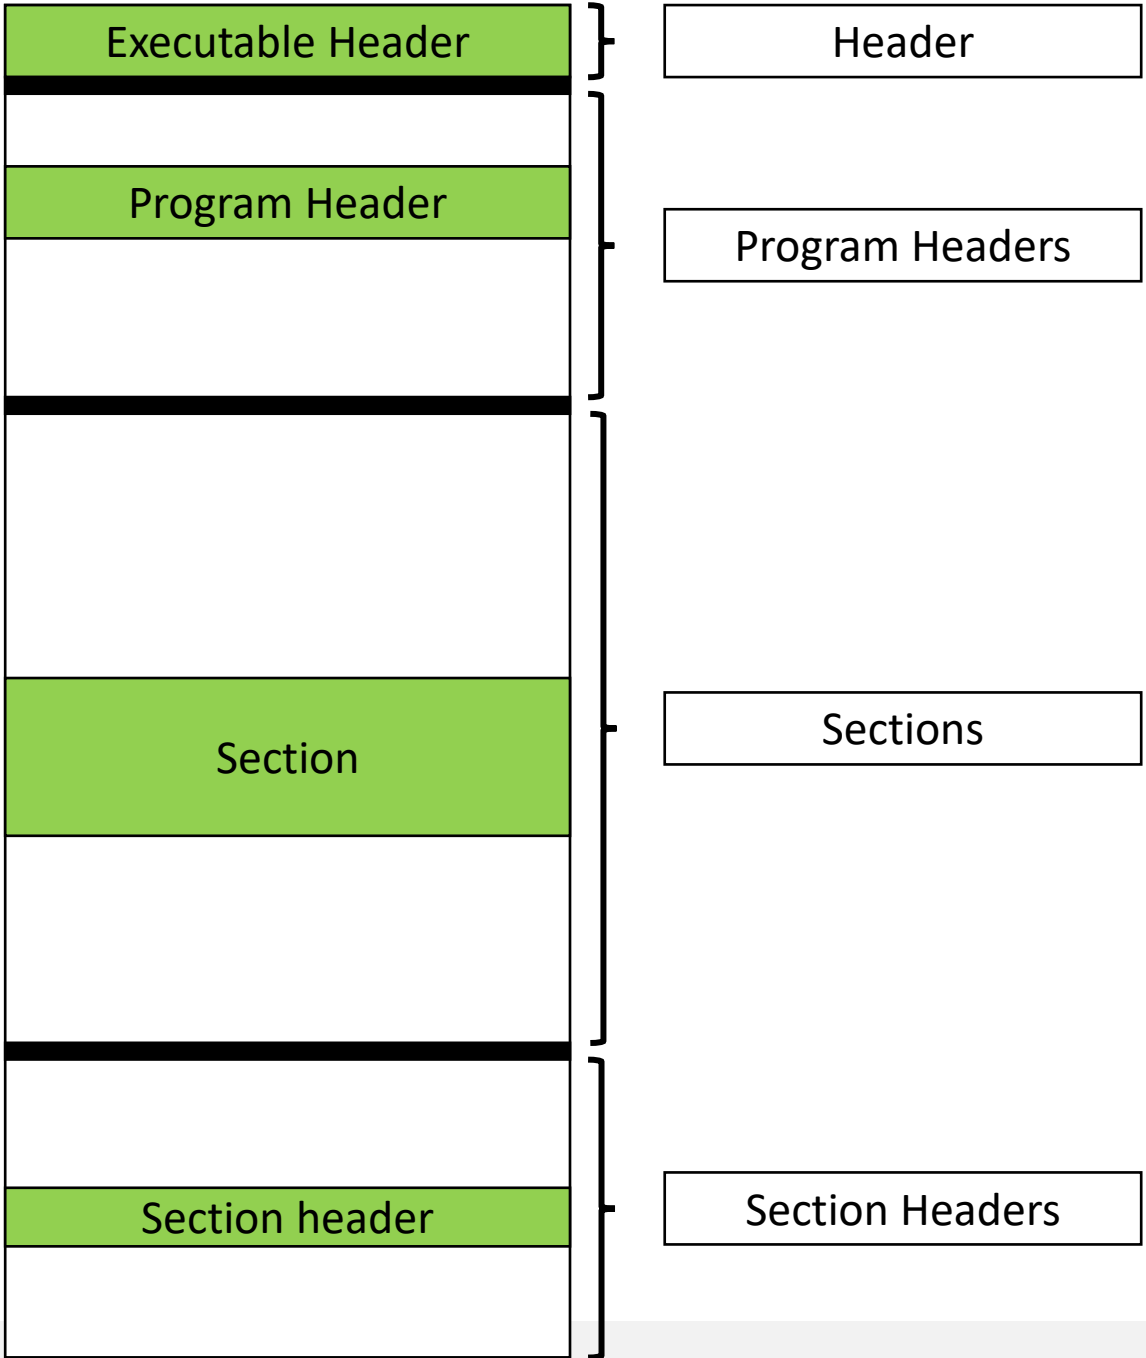 Executable Header
Header
Program Header
Program Headers
Sections
Section
Section header
Section Headers